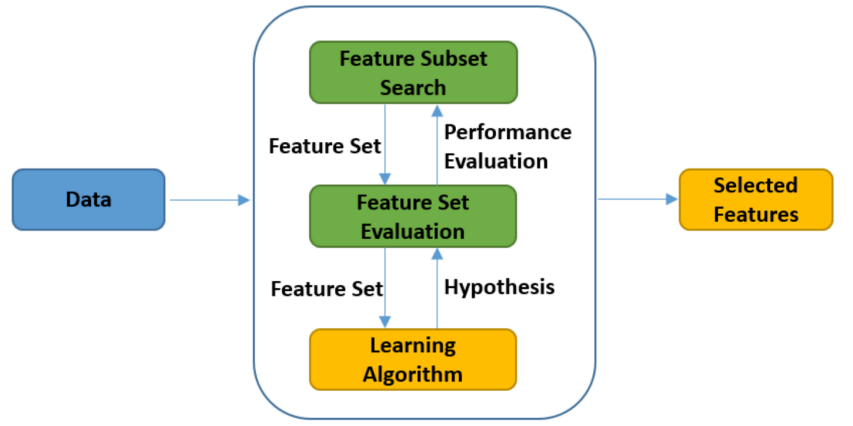 Feature Subset
Search
Feature Set
Performance
Evaluation
Data
Feature Set
Evaluation
Selected
Features
Feature Set
Hypothesis
Learning
Algorithm